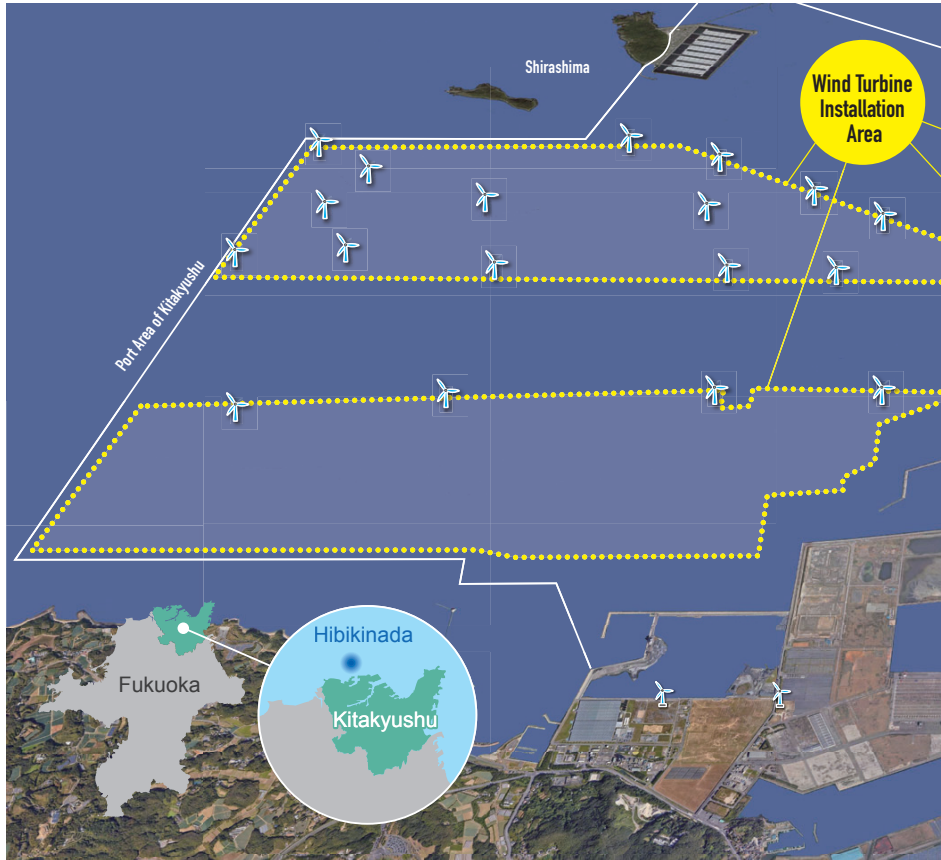 Shirashima
Wind Turbine
Installation
Area
Port Area of Kitakyushu
Hibikinada
Fukuoka
Kitakyushu